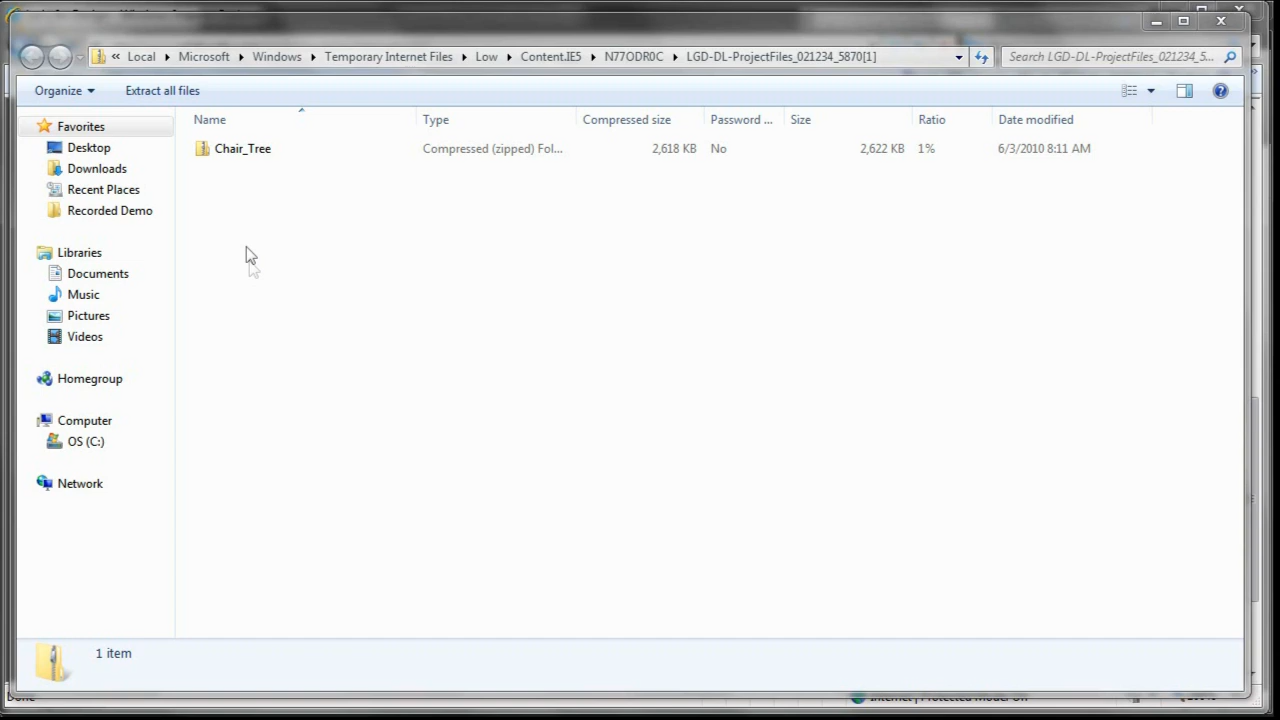 « Local Microsoft Windows Temporary Internet Files Low Content.IE5 N77ODR0C LGD-DL-ProjectFiles_021234_5870[1] Search LGD-DL-ProjectFiles_021234_5...
Organize Extract all files
Name Type Compressed size Password ... Size Ratio Date modified
Chair_Tree Compressed (zipped) Fol... 2,618 KB No 2,622 KB 1% 6/3/2010 8:11 AM
Favorites
Desktop
Downloads
Recent Places
Recorded Demo
Libraries
Documents
Music
Pictures
Videos
Homegroup
Computer
OS (C:)
Network
1 item